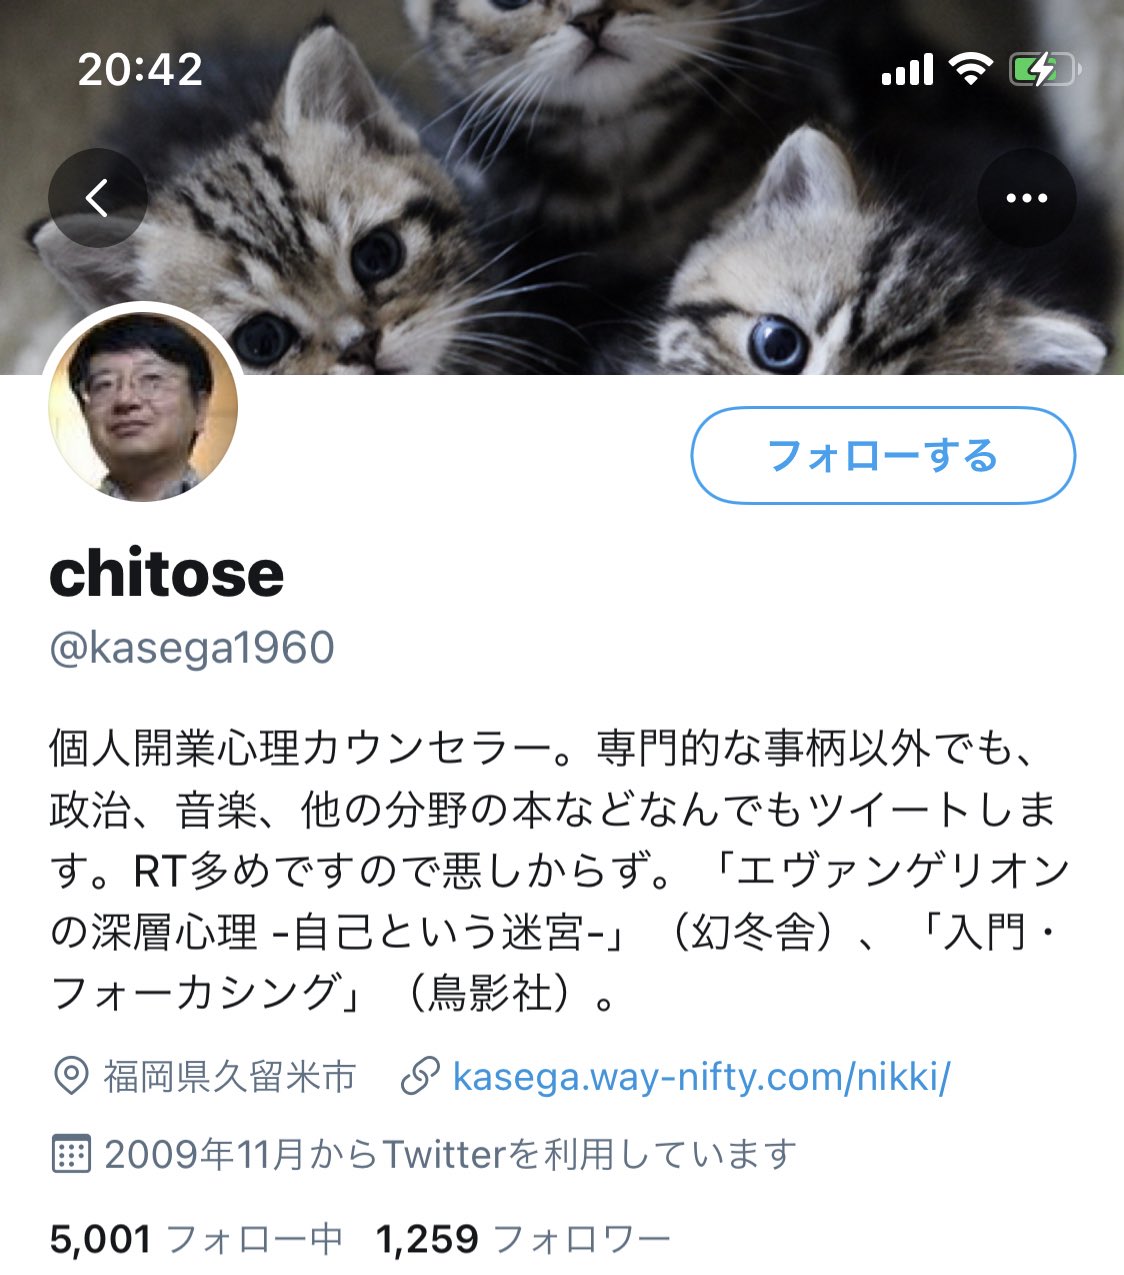 20:42
フォローする
chitose
@kasega1960
個人開業心理カウンセラー。専門的な事柄以外でも、
政治、音楽、他の分野の本などなんでもツイートしま
す。RT多めですので悪しからず。「エヴァンゲリオン
の深層心理 -自己という迷宮-」（幻冬舎）、「入門・
フォーカシング」（鳥影社）。
福岡県久留米市 kasega.way-nifty.com/nikki/
2009年11月からTwitterを利用しています
5,001 フォロー中 1,259 フォロワー